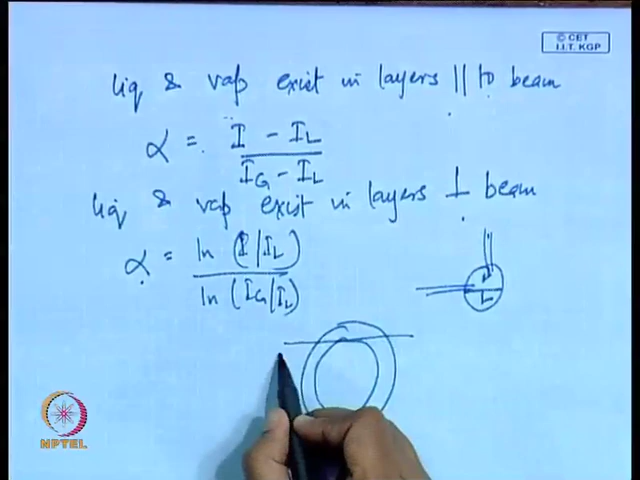 © CET
I.I.T. KGP
liq & vap exist in layers || to beam
α = I - I_L / I_G - I_L
liq & vap exist in layers ⊥ beam
α = ln (I/I_L) / ln (I_G/I_L)
L
NPTEL